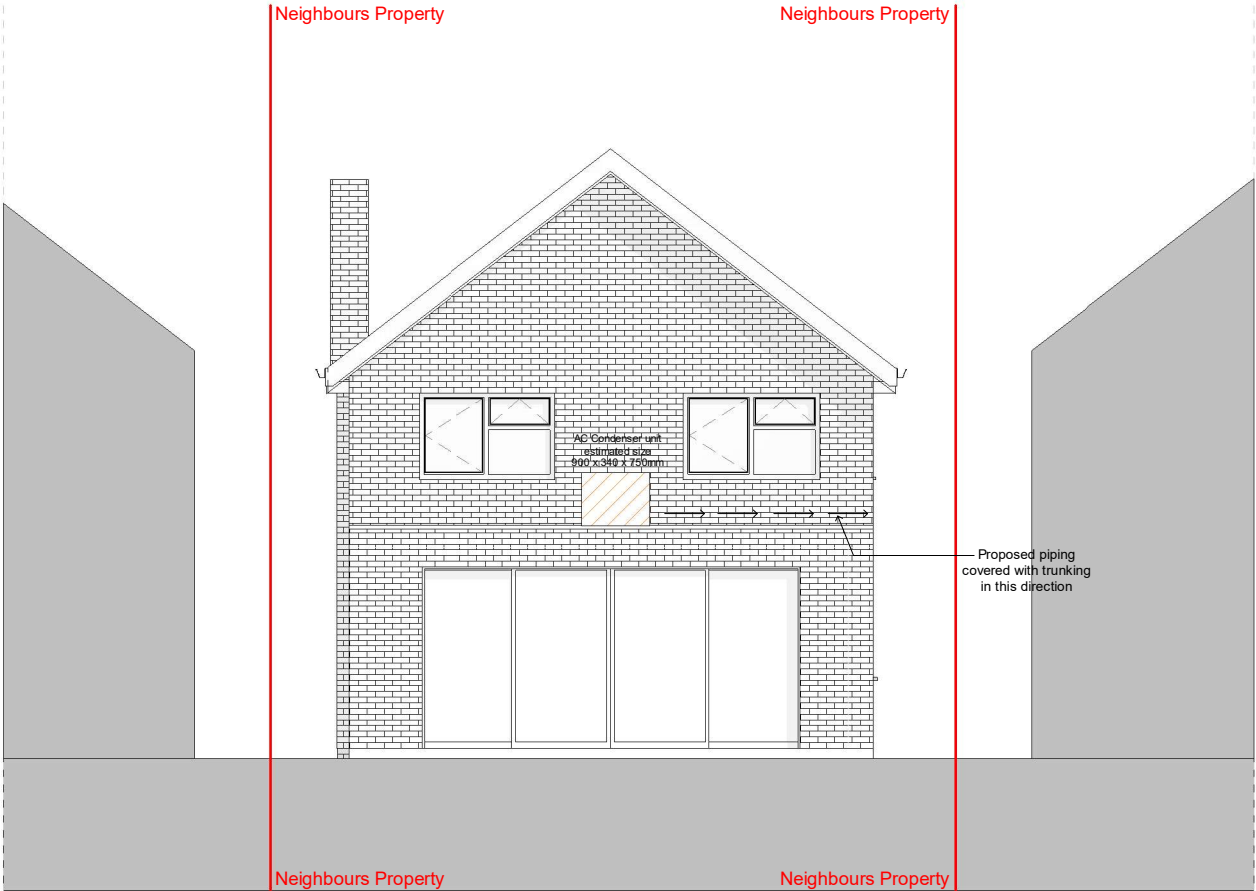 Neighbours Property
Neighbours Property
AC Condenser unit
estimated size
900 x 340 x 750mm
Proposed piping
covered with trunking
in this direction
Neighbours Property
Neighbours Property